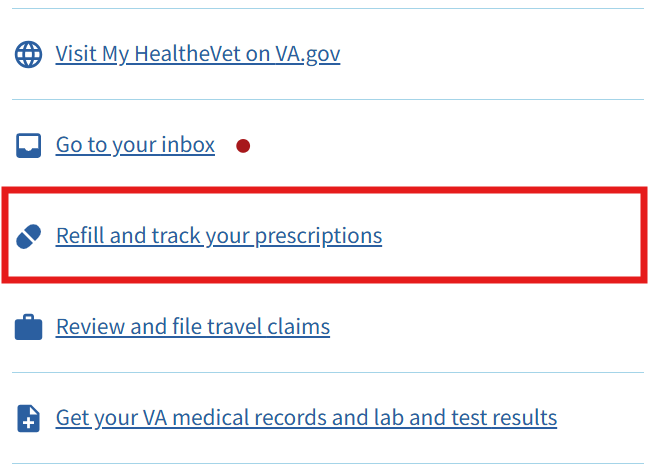 Visit My HealtheVet on VA.gov
Go to your inbox
Refill and track your prescriptions
Review and file travel claims
Get your VA medical records and lab and test results